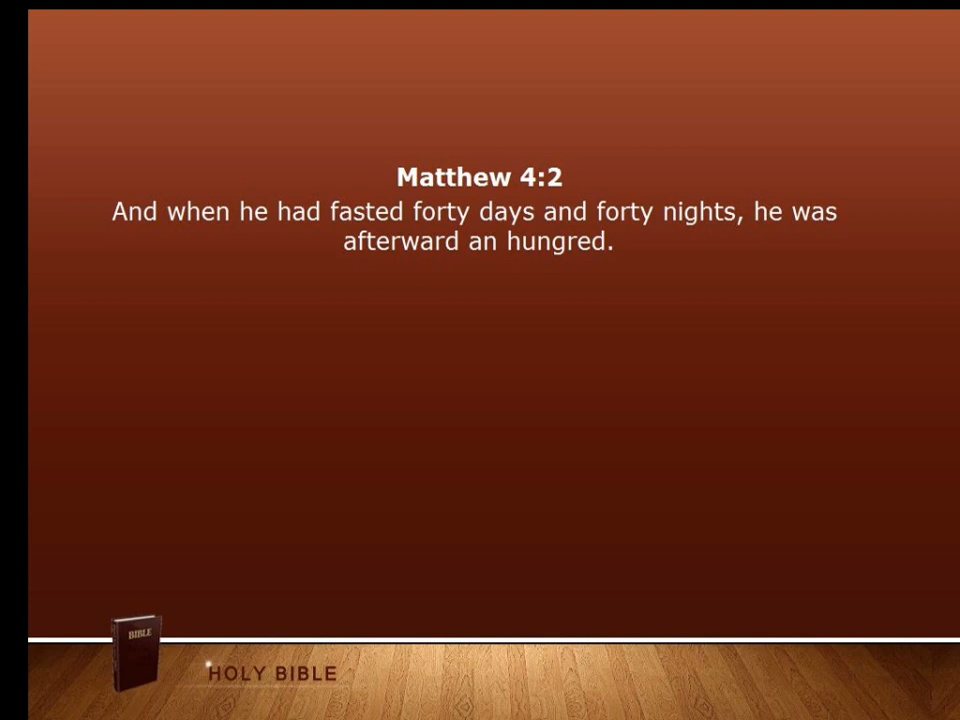 Matthew 4:2
And when he had fasted forty days and forty nights, he was
afterward an hungred.
BIBLE
HOLY BIBLE